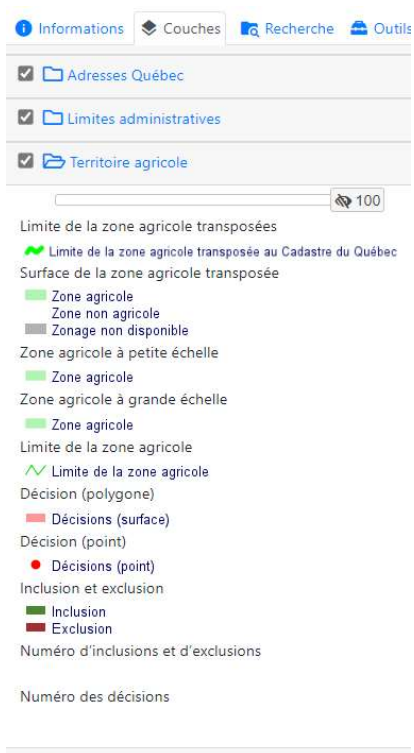 Informations Couches Recherche Outils
Adresses Québec
Limites administratives
Territoire agricole
100
Limite de la zone agricole transposées
Limite de la zone agricole transposée au Cadastre du Québec
Surface de la zone agricole transposée
Zone agricole
Zone non agricole
Zonage non disponible
Zone agricole à petite échelle
Zone agricole
Zone agricole à grande échelle
Zone agricole
Limite de la zone agricole
Limite de la zone agricole
Décision (polygone)
Décisions (surface)
Décision (point)
Décisions (point)
Inclusion et exclusion
Inclusion
Exclusion
Numéro d'inclusions et d'exclusions
Numéro des décisions